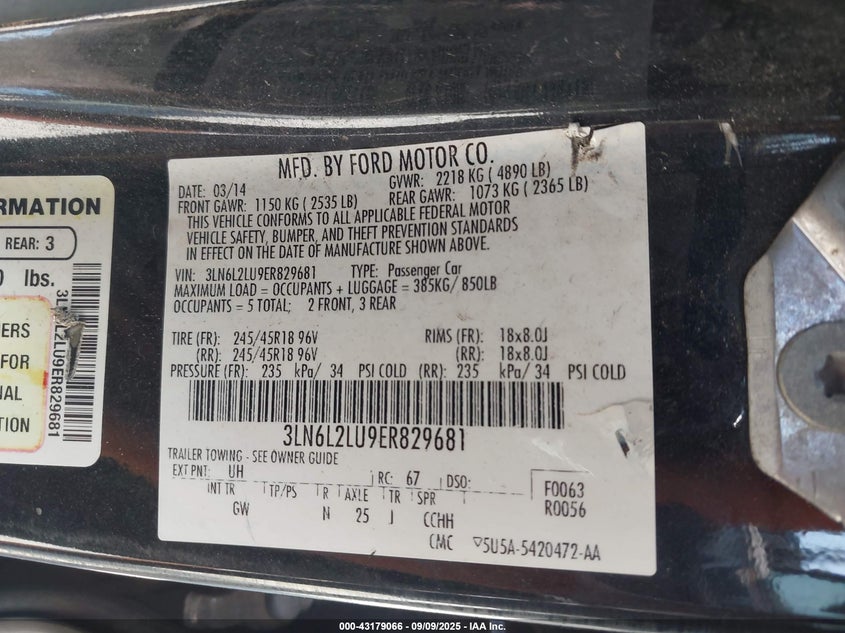 ORMATION
REAR: 3
0 lbs.
ERS
FOR
NAL
TION
MFD. BY FORD MOTOR CO.
DATE: 03/14 GVWR: 2218 KG ( 4890 LB)
FRONT GAWR: 1150 KG ( 2535 LB) REAR GAWR: 1073 KG ( 2365 LB)
THIS VEHICLE CONFORMS TO ALL APPLICABLE FEDERAL MOTOR
VEHICLE SAFETY, BUMPER, AND THEFT PREVENTION STANDARDS
IN EFFECT ON THE DATE OF MANUFACTURE SHOWN ABOVE.
VIN: 3LN6L2LU9ER829681 TYPE: Passenger Car
MAXIMUM LOAD = OCCUPANTS + LUGGAGE = 385KG/ 850LB
OCCUPANTS = 5 TOTAL; 2 FRONT, 3 REAR
TIRE (FR): 245/45R18 96V RIMS (FR): 18x8.0J
(RR): 245/45R18 96V (RR): 18x8.0J
PRESSURE (FR): 235 kPa/ 34 PSI COLD (RR): 235 kPa/ 34 PSI COLD
3LN6L2LU9ER829681
TRAILER TOWING - SEE OWNER GUIDE
EXT PNT: UH RC: 67 DSO:
INT TR TP/PS R AXLE TR SPR F0063
GW N 25 J CCHH R0056
CMC ▽5U5A-5420472-AA
000-43179066 - 09/09/2025 - IAA Inc.